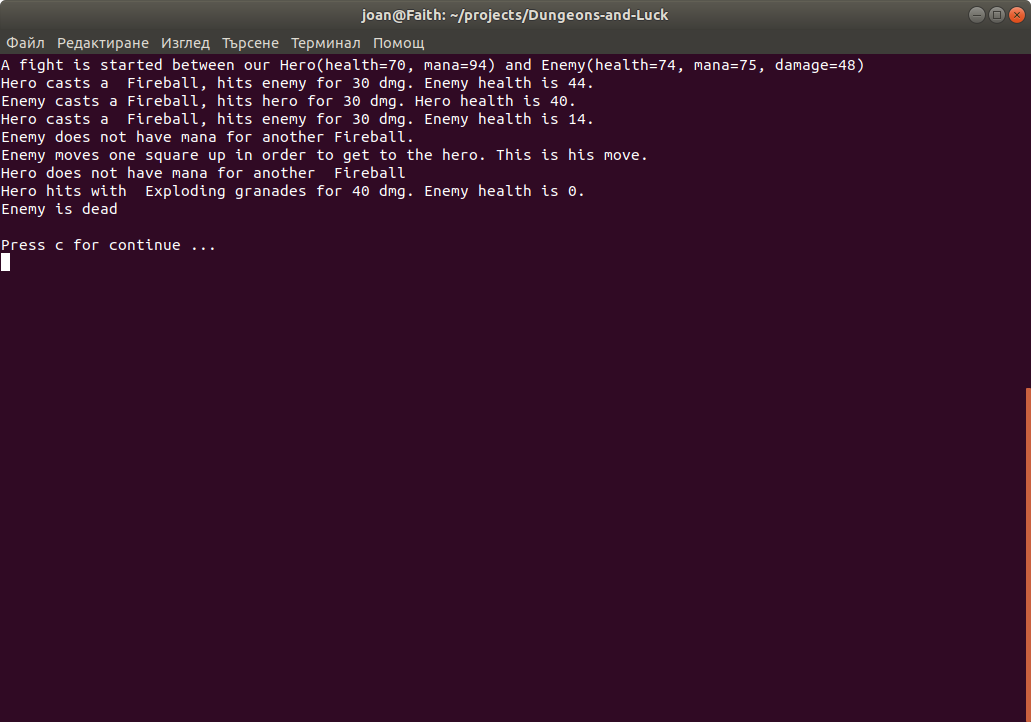 joan@Faith: ~/projects/Dungeons-and-Luck
Файл Редактиране Изглед Търсене Терминал Помощ
A fight is started between our Hero(health=70, mana=94) and Enemy(health=74, mana=75, damage=48)
Hero casts a  Fireball, hits enemy for 30 dmg. Enemy health is 44.
Enemy casts a Fireball, hits hero for 30 dmg. Hero health is 40.
Hero casts a  Fireball, hits enemy for 30 dmg. Enemy health is 14.
Enemy does not have mana for another Fireball.
Enemy moves one square up in order to get to the hero. This is his move.
Hero does not have mana for another  Fireball
Hero hits with  Exploding granades for 40 dmg. Enemy health is 0.
Enemy is dead
Press c for continue ...